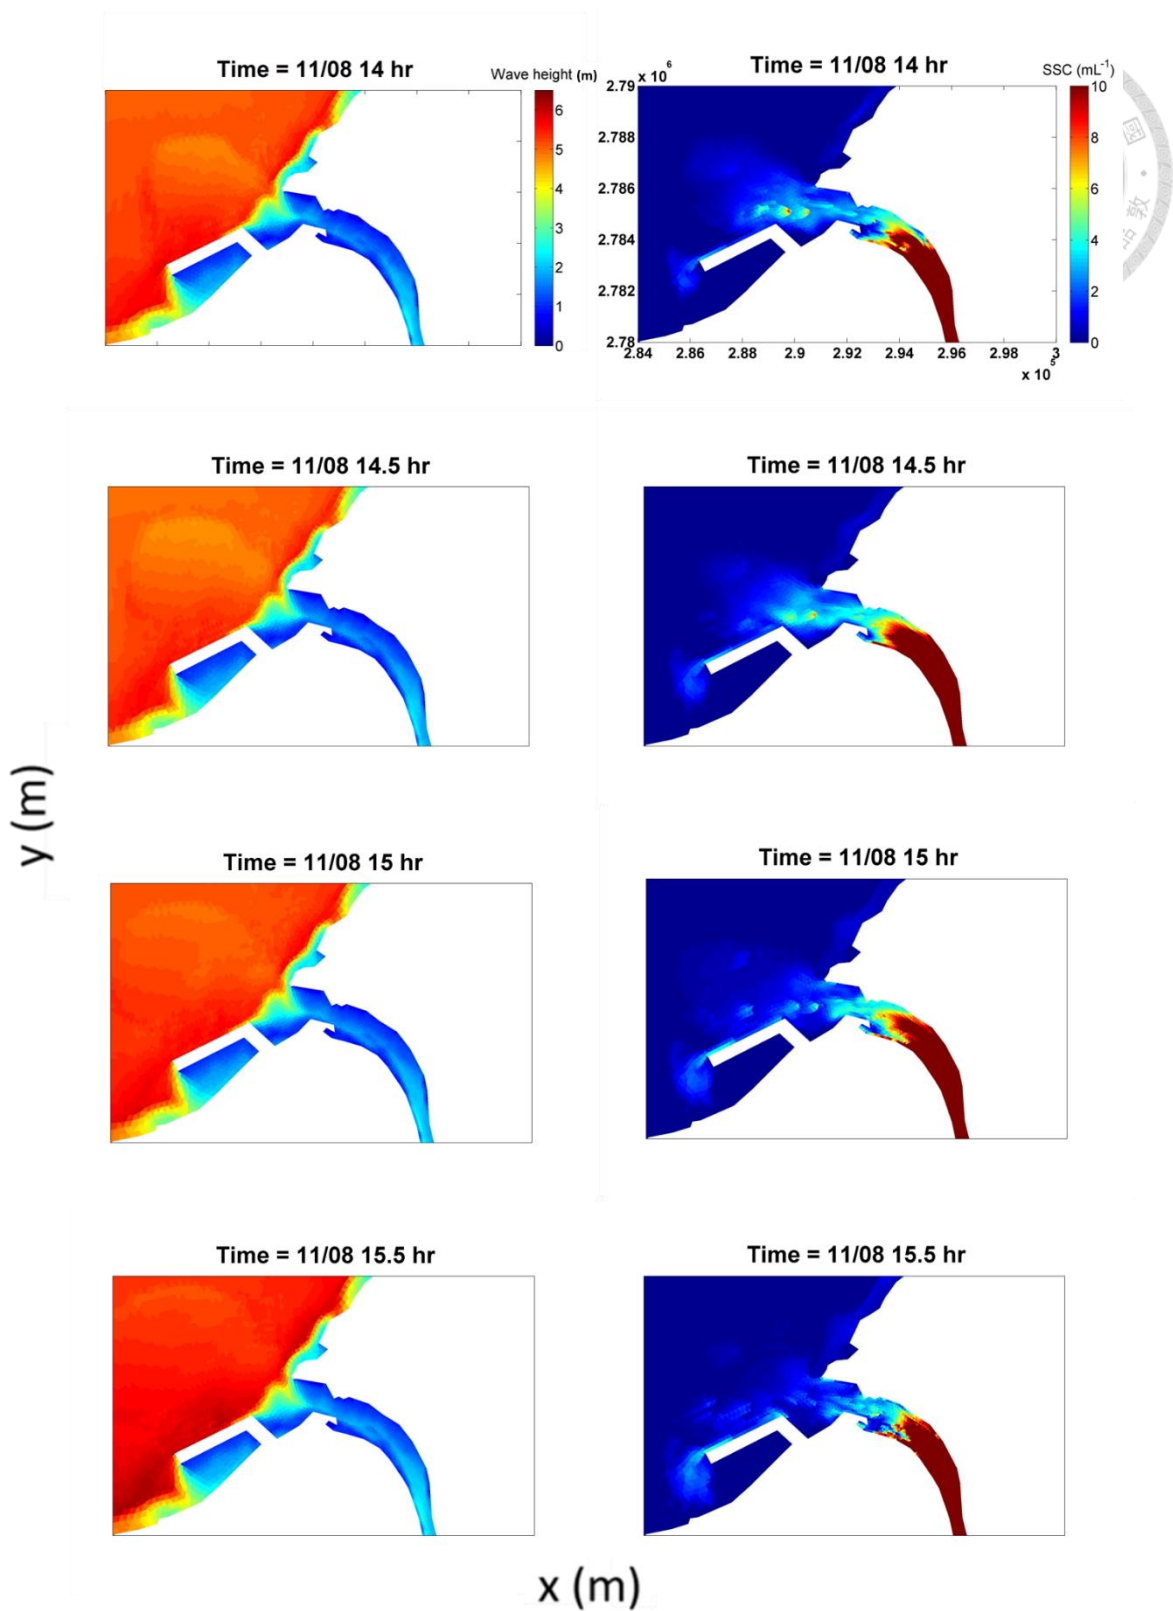 Time = 11/08 14 hr
Wave height (m)
6
5
4
3
2
1
0
Time = 11/08 14 hr
SSC (mL⁻¹)
x 10⁶
2.79
2.788
2.786
2.784
2.782
2.78
2.84 2.86 2.88 2.9 2.92 2.94 2.96 2.98 3
x 10⁵
10
8
6
4
2
0
國
敦
Time = 11/08 14.5 hr
Time = 11/08 14.5 hr
y (m)
Time = 11/08 15 hr
Time = 11/08 15 hr
Time = 11/08 15.5 hr
Time = 11/08 15.5 hr
x (m)